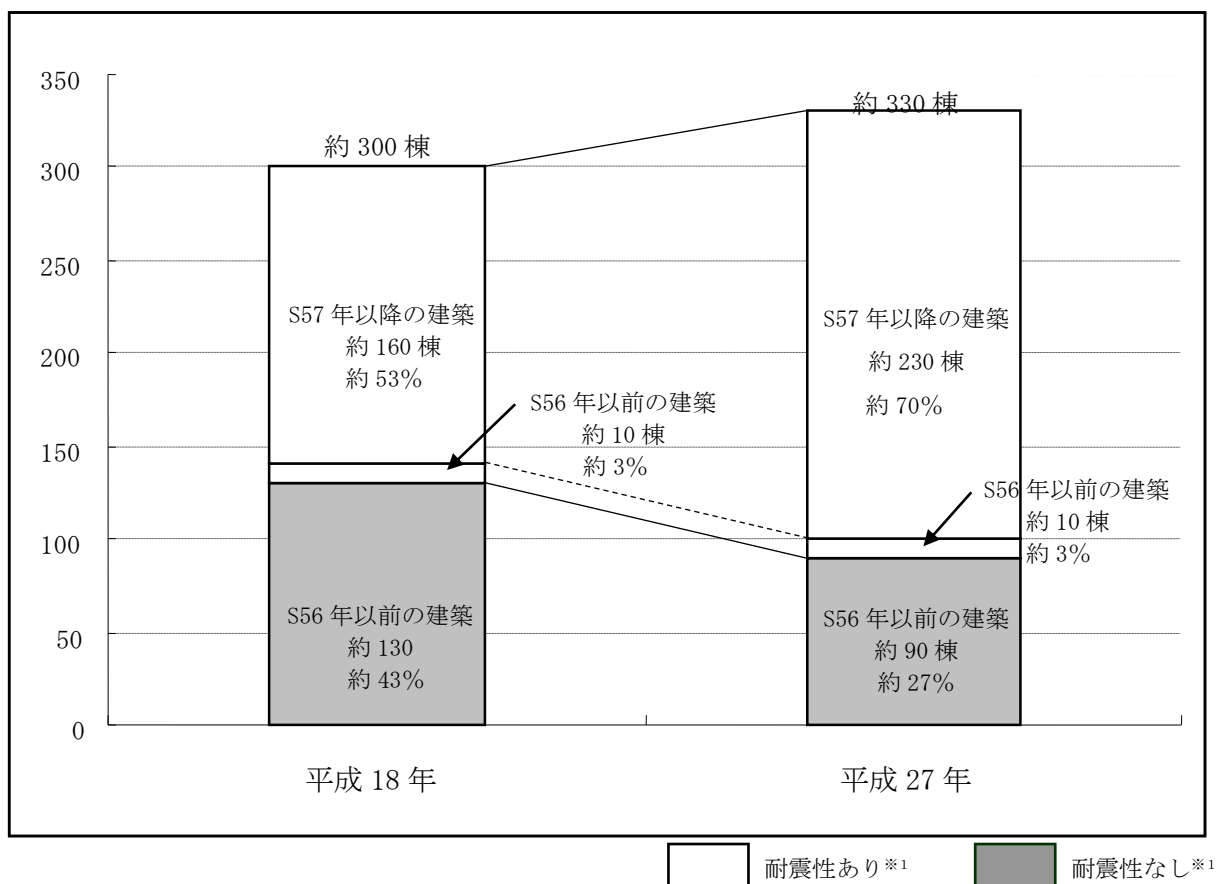 350
300
250
200
150
100
50
0
約 300 棟
S57 年以降の建築
約 160 棟
約 53%
S56 年以前の建築
約 10 棟
約 3%
S56 年以前の建築
約 130
約 43%
約 330 棟
S57 年以降の建築
約 230 棟
約 70%
S56 年以前の建築
約 10 棟
約 3%
S56 年以前の建築
約 90 棟
約 27%
平成 18 年
平成 27 年
耐震性あり※1
耐震性なし※1